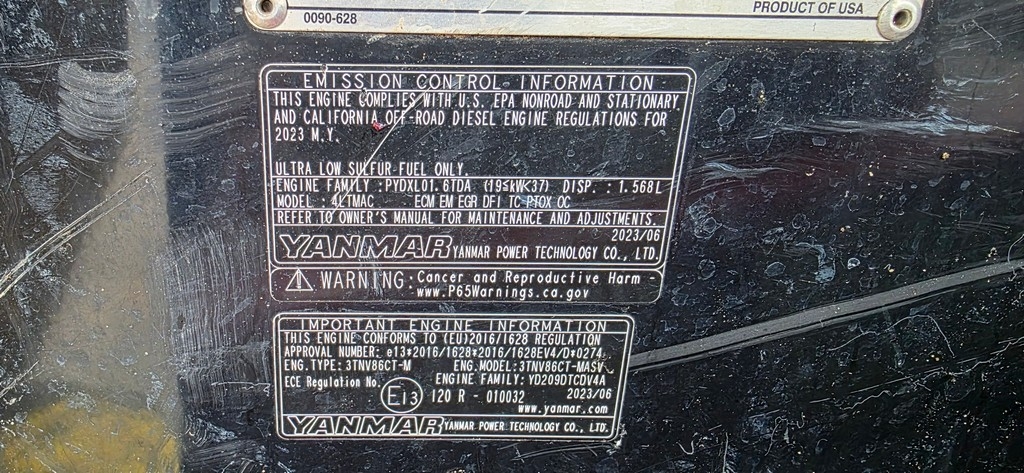 0090-628
PRODUCT OF USA
EMISSION CONTROL INFORMATION
THIS ENGINE COMPLIES WITH U.S. EPA NONROAD AND STATIONARY
AND CALIFORNIA OFF-ROAD DIESEL ENGINE REGULATIONS FOR
2023 M.Y.
ULTRA LOW SULFUR FUEL ONLY.
ENGINE FAMILY : PYDXL01.6TDA (19≤kW<37) DISP. : 1.568L
MODEL : 4LTMAC ECM EM EGR DFI TC PTOX OC
REFER TO OWNER'S MANUAL FOR MAINTENANCE AND ADJUSTMENTS.
2023/06
YANMAR YANMAR POWER TECHNOLOGY CO., LTD.
WARNING: Cancer and Reproductive Harm -
www.P65Warnings.ca.gov
IMPORTANT ENGINE INFORMATION
THIS ENGINE CONFORMS TO (EU)2016/1628 REGULATION
APPROVAL NUMBER: e13*2016/1628*2016/1628EV4/D*0274
ENG.TYPE: 3TNV86CT-M ENG.MODEL: 3TNV86CT-MASV
ECE Regulation No. ENGINE FAMILY: YD209DTCDV4A
E13 120 R - 010032 2023/06
www.yanmar.com
YANMAR YANMAR POWER TECHNOLOGY CO., LTD.